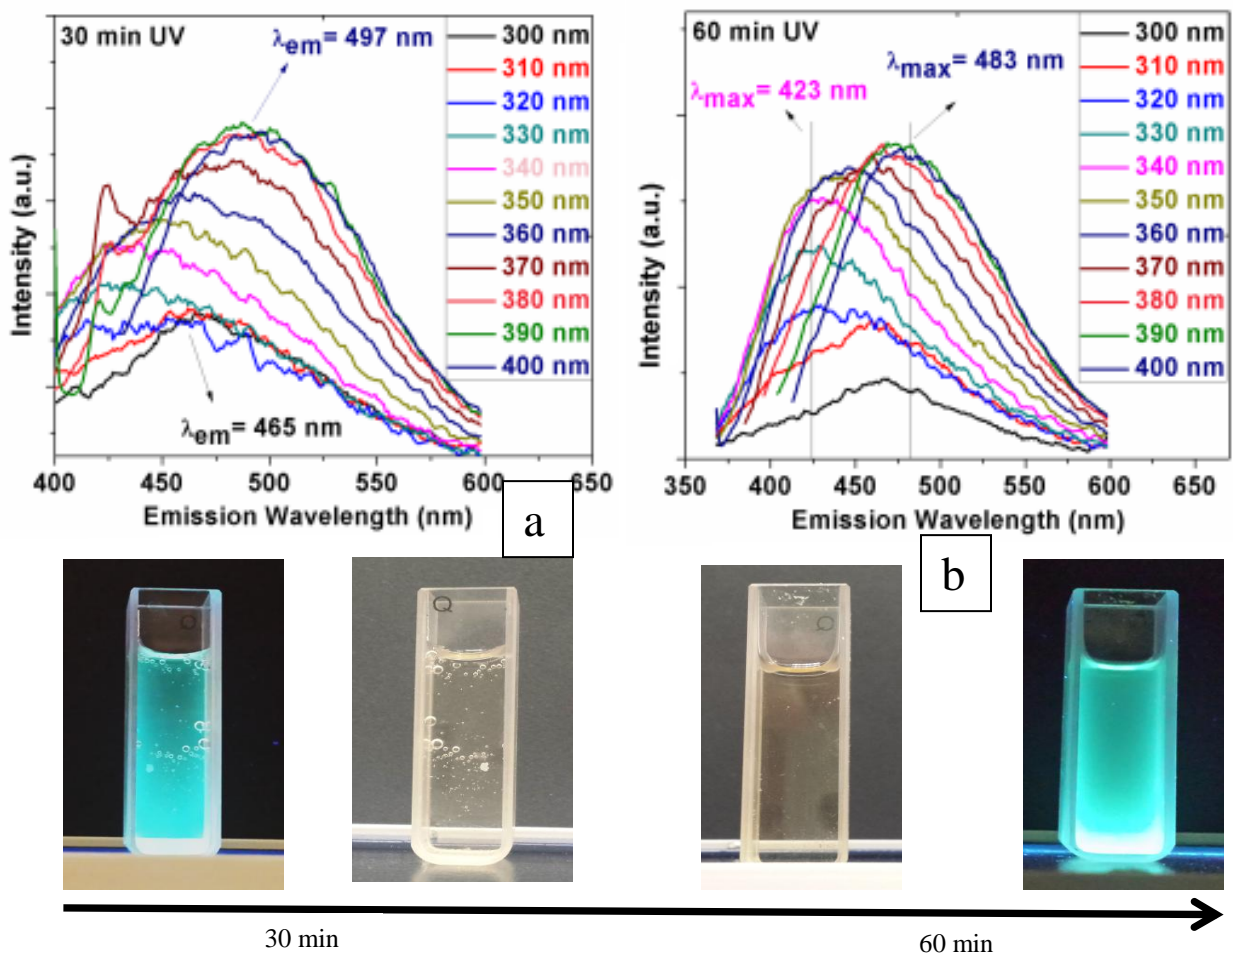 30 min UV
λem= 497 nm
300 nm
310 nm
320 nm
330 nm
340 nm
350 nm
360 nm
370 nm
380 nm
390 nm
400 nm
λem= 465 nm
Intensity (a.u.)
400 450 500 550 600 650
Emission Wavelength (nm)
a
60 min UV
λmax= 483 nm
λmax= 423 nm
300 nm
310 nm
320 nm
330 nm
340 nm
350 nm
360 nm
370 nm
380 nm
390 nm
400 nm
Intensity (a.u.)
350 400 450 500 550 600 650
Emission Wavelength (nm)
b
Q
Q
Q
30 min
60 min